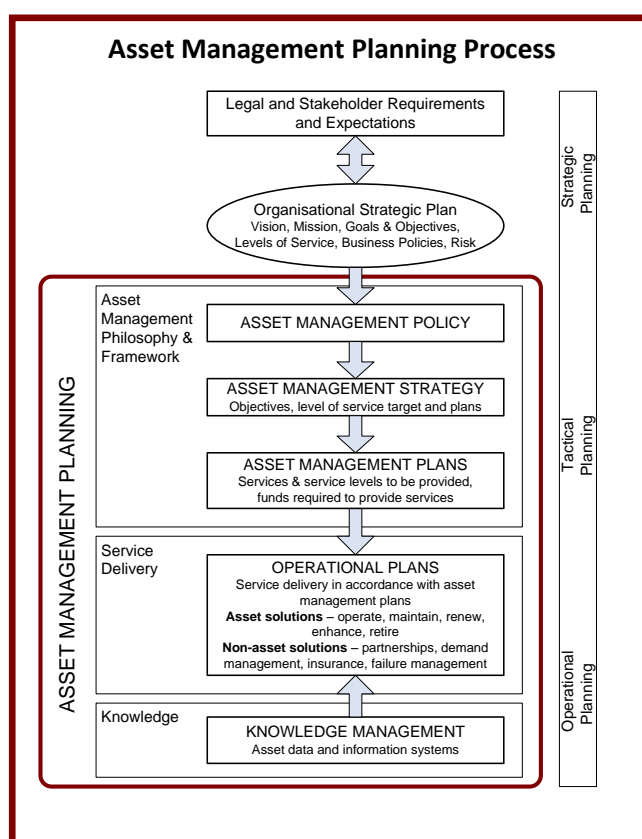 Asset Management Planning Process
Legal and Stakeholder Requirements
and Expectations
Organisational Strategic Plan
Vision, Mission, Goals & Objectives,
Levels of Service, Business Policies, Risk
Strategic
Planning
ASSET MANAGEMENT PLANNING
Asset
Management
Philosophy &
Framework
ASSET MANAGEMENT POLICY
ASSET MANAGEMENT STRATEGY
Objectives, level of service target and plans
ASSET MANAGEMENT PLANS
Services & service levels to be provided,
funds required to provide services
Tactical
Planning
Service
Delivery
OPERATIONAL PLANS
Service delivery in accordance with asset
management plans
Asset solutions – operate, maintain, renew,
enhance, retire
Non-asset solutions – partnerships, demand
management, insurance, failure management
Operational
Planning
Knowledge
KNOWLEDGE MANAGEMENT
Asset data and information systems